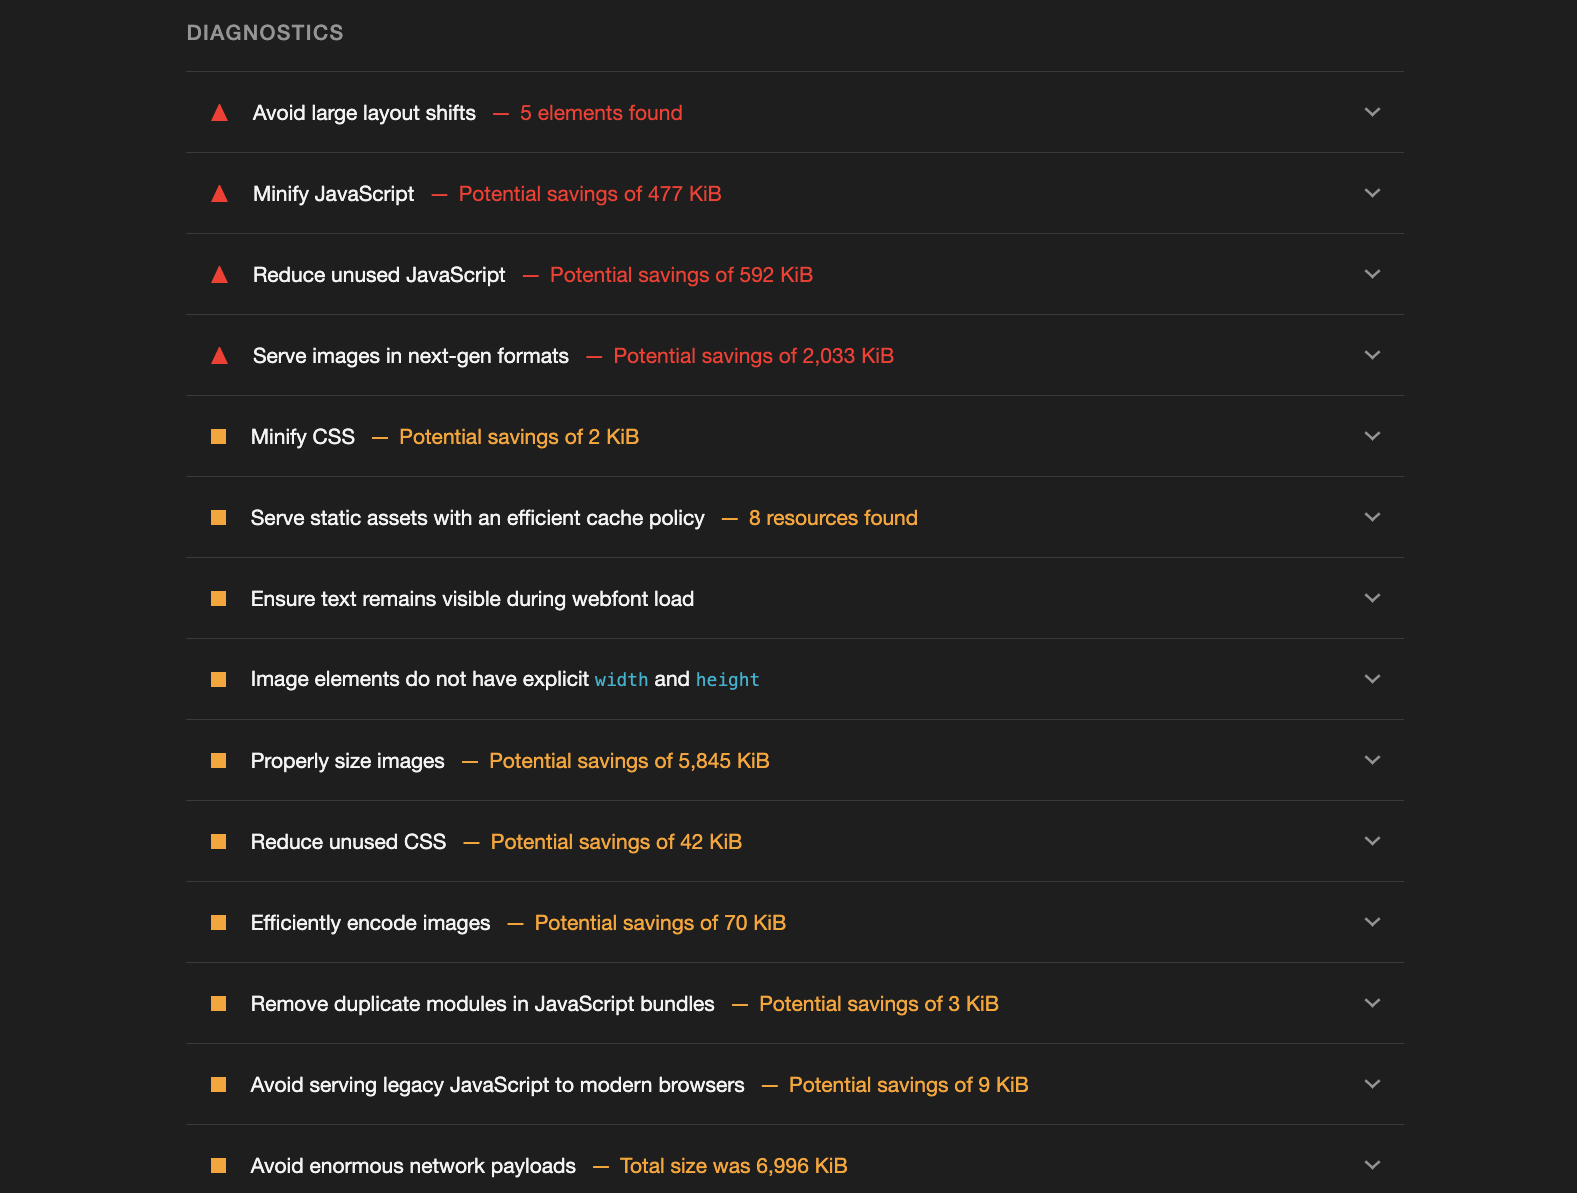 DIAGNOSTICS
Avoid large layout shifts — 5 elements found
Minify JavaScript — Potential savings of 477 KiB
Reduce unused JavaScript — Potential savings of 592 KiB
Serve images in next-gen formats — Potential savings of 2,033 KiB
Minify CSS — Potential savings of 2 KiB
Serve static assets with an efficient cache policy — 8 resources found
Ensure text remains visible during webfont load
Image elements do not have explicit width and height
Properly size images — Potential savings of 5,845 KiB
Reduce unused CSS — Potential savings of 42 KiB
Efficiently encode images — Potential savings of 70 KiB
Remove duplicate modules in JavaScript bundles — Potential savings of 3 KiB
Avoid serving legacy JavaScript to modern browsers — Potential savings of 9 KiB
Avoid enormous network payloads — Total size was 6,996 KiB